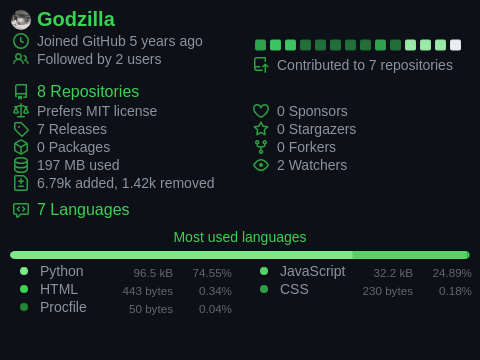 Godzilla
Joined GitHub 5 years ago
Followed by 2 users
Contributed to 7 repositories
8 Repositories
Prefers MIT license
7 Releases
0 Packages
197 MB used
6.79k added, 1.42k removed
0 Sponsors
0 Stargazers
0 Forkers
2 Watchers
7 Languages
Most used languages
Python 96.5 kB 74.55%
HTML 443 bytes 0.34%
Procfile 50 bytes 0.04%
JavaScript 32.2 kB 24.89%
CSS 230 bytes 0.18%